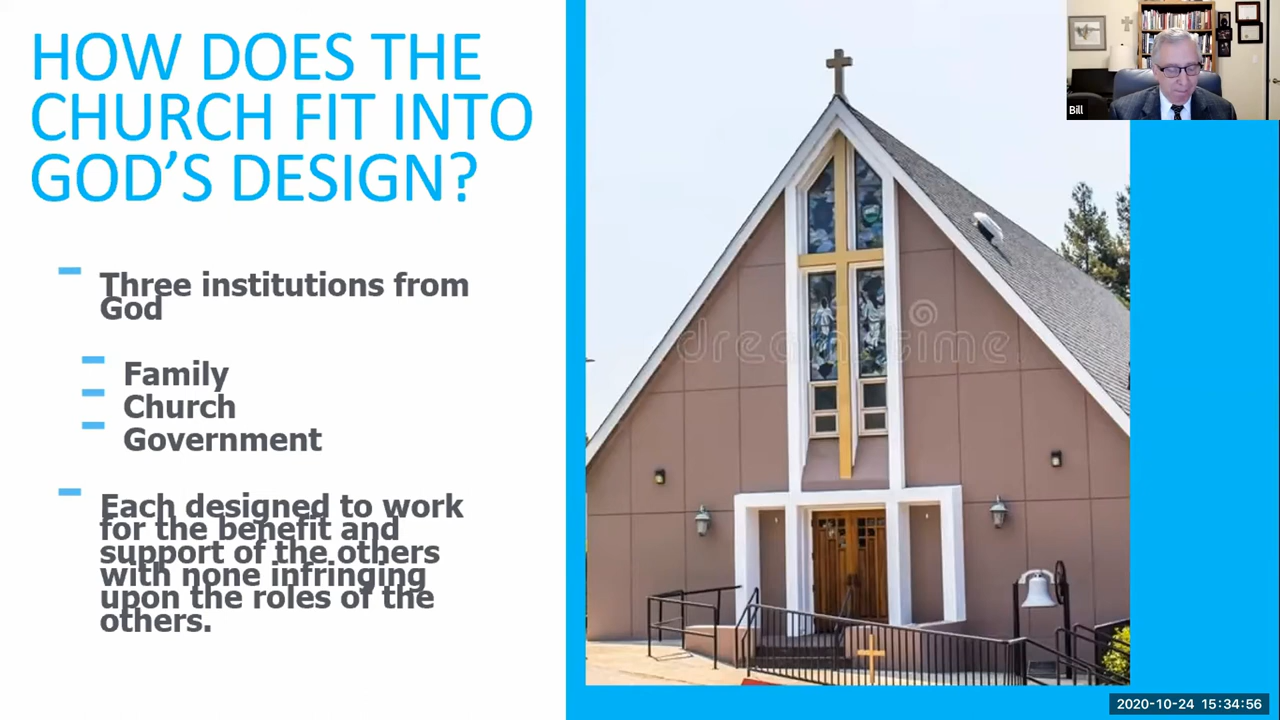 HOW DOES THE
CHURCH FIT INTO
GOD'S DESIGN?
Three institutions from
God
Family
Church
Government
Each designed to work
for the benefit and
support of the others
with none infringing
upon the roles of the
others.
dreamstime
Bill
2020-10-24 15:34:56